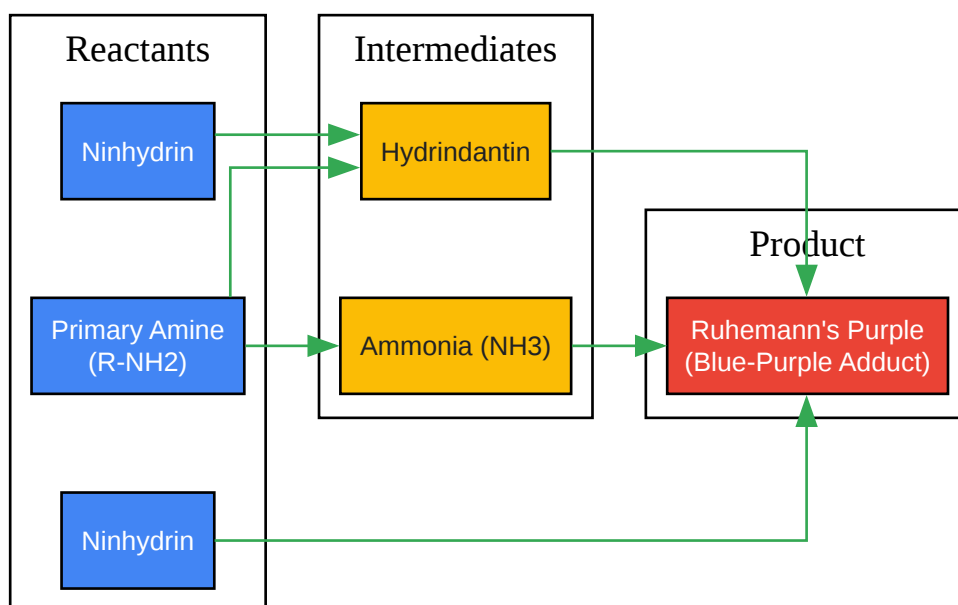 Reactants
Intermediates
Ninhydrin
Hydrindantin
Product
Primary Amine
(R-NH2)
Ammonia (NH3)
Ruhemann's Purple
(Blue-Purple Adduct)
Ninhydrin